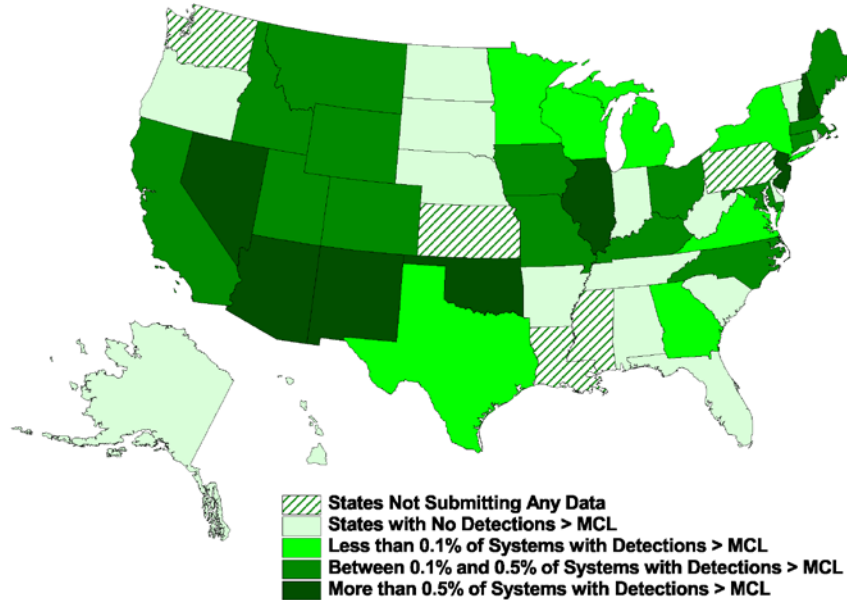 States Not Submitting Any Data
States with No Detections > MCL
Less than 0.1% of Systems with Detections > MCL
Between 0.1% and 0.5% of Systems with Detections > MCL
More than 0.5% of Systems with Detections > MCL